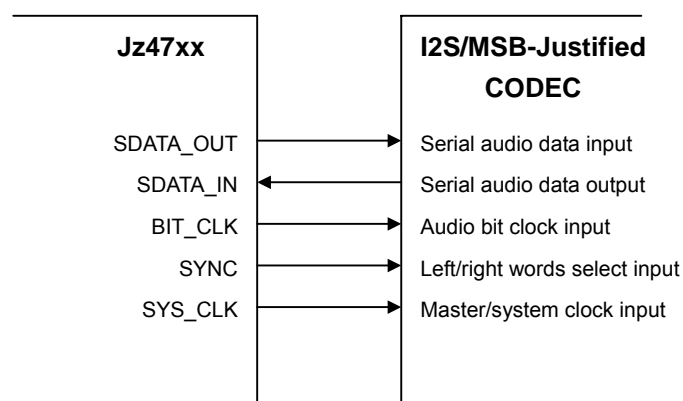 Jz47xx
I2S/MSB-Justified
CODEC
SDATA_OUT Serial audio data input
SDATA_IN Serial audio data output
BIT_CLK Audio bit clock input
SYNC Left/right words select input
SYS_CLK Master/system clock input